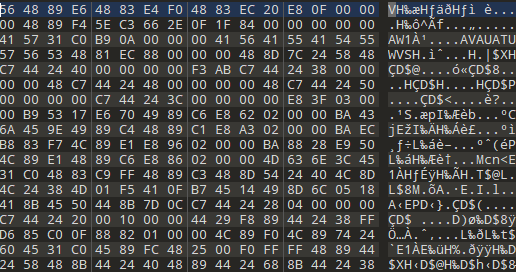 56 48 89 E6 48 83 E4 F0 48 83 EC 20 E8 0F 00 00 VH‰æHƒäðHƒì è...
00 48 89 F4 5E C3 66 2E 0F 1F 84 00 00 00 00 00 .H‰ô^Ãf...„.....
41 57 31 C0 B9 0A 00 00 00 41 56 41 55 41 54 55 AW1À¹....AVAUATU
57 56 53 48 81 EC 88 00 00 00 48 8D 7C 24 58 48 WVSH.ìˆ...H.|$XH
C7 44 24 40 00 00 00 00 F3 AB C7 44 24 38 00 00 ÇD$@....ó«ÇD$8..
00 00 48 C7 44 24 48 00 00 00 00 48 C7 44 24 50 ..HÇD$H....HÇD$P
00 00 00 00 C7 44 24 3C 00 00 00 00 E8 3F 03 00 ....ÇD$<....è?..
00 B9 53 17 E6 70 49 89 C6 E8 62 02 00 00 BA 43 .¹S.æpI‰Æèb...ºC
6A 45 9E 49 89 C4 48 89 C1 E8 A3 02 00 00 BA EC jEžI‰ÄH‰Áè£...ºì
B8 83 F7 4C 89 E1 E8 96 02 00 00 BA 88 28 E9 50 ¸ƒ÷L‰áè–...ºˆ(éP
4C 89 E1 48 89 C6 E8 86 02 00 00 4D 63 6E 3C 45 L‰áH‰Æè†...Mcn<E
31 C0 48 83 C9 FF 48 89 C3 48 8D 54 24 40 4C 8D 1ÀHƒÉÿH‰ÃH.T$@L.
4C 24 38 4D 01 F5 41 0F B7 45 14 49 8D 6C 05 18 L$8M.õA.·E.I.l..
41 8B 45 50 44 8B 7D 0C C7 44 24 28 04 00 00 00 A‹EPD‹}.ÇD$(....
C7 44 24 20 00 10 00 00 44 29 F8 89 44 24 38 FF ÇD$ ....D)ø‰D$8ÿ
D6 85 C0 0F 88 82 01 00 00 4C 89 F0 4C 89 74 24 Ö…À.ˆ‚...L‰ðL‰t$
60 45 31 C0 45 89 FC 48 25 00 F0 FF FF 48 89 44 `E1ÀE‰üH%.ðÿÿH‰D
24 58 48 8B 44 24 40 48 89 44 24 68 8B 44 24 38 $XH‹D$@H‰D$h‹D$8